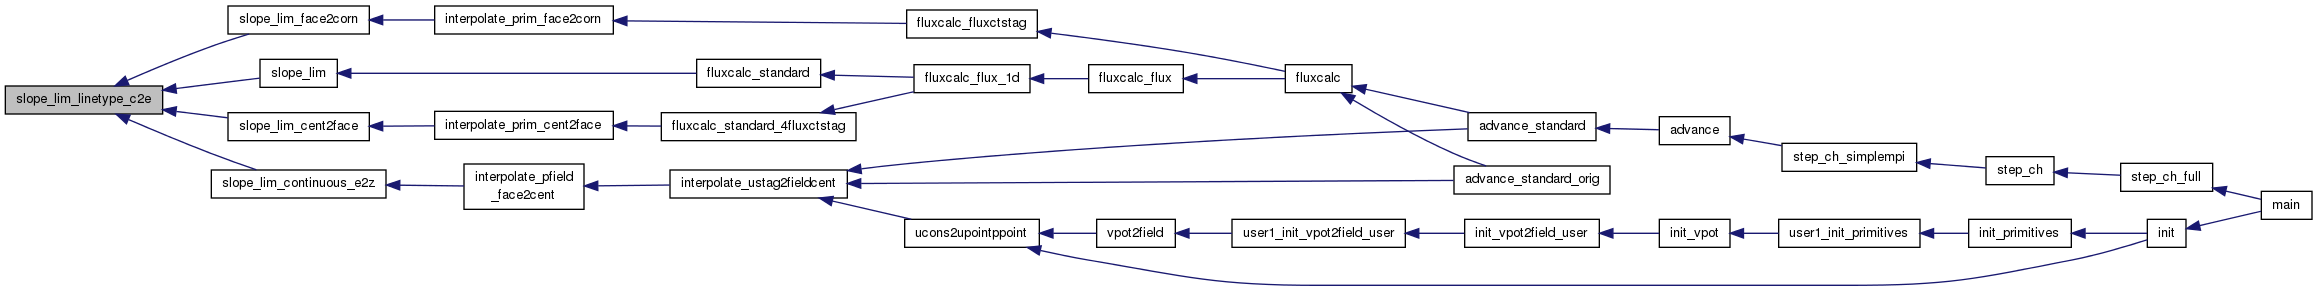 slope_lim_linetype_c2e
slope_lim_face2corn
interpolate_prim_face2corn
fluxcalc_fluxctstag
slope_lim
fluxcalc_standard
fluxcalc_flux_1d
fluxcalc_flux
fluxcalc
slope_lim_cent2face
interpolate_prim_cent2face
fluxcalc_standard_4fluxctstag
advance_standard
advance
slope_lim_continuous_e2z
interpolate_pfield
_face2cent
interpolate_ustag2fieldcent
advance_standard_orig
step_ch_simplempi
step_ch
step_ch_full
main
ucons2upointppoint
vpot2field
user1_init_vpot2field_user
init_vpot2field_user
init_vpot
user1_init_primitives
init_primitives
init